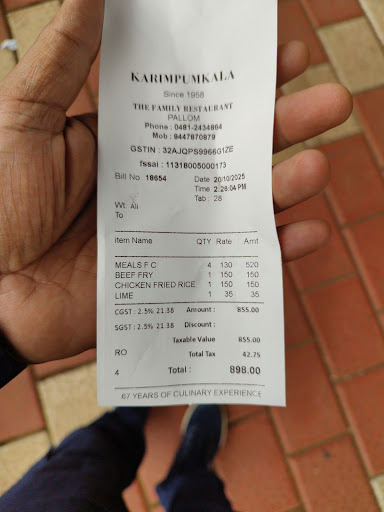 KARIMPUMKALA
Since 1958
THE FAMILY RESTAURANT
PALLOM
Phone : 0481-2434864
Mob : 9447870879
GSTIN : 32AJQPS9966G1ZE
fssai : 11318005000173
Bill No 18654 Date 20/10/2025
Time 2:26:04 PM
Tab : 28
Wt. Ali
To
Item Name QTY Rate Amt
MEALS F C 4 130 520
BEEF FRY 1 150 150
CHICKEN FRIED RICE 1 150 150
LIME 1 35 35
CGST : 2.5% 21.38 Amount : 855.00
SGST : 2.5% 21.38 Discount :
Taxable Value 855.00
RO Total Tax 42.75
4 Total : 898.00
67 YEARS OF CULINARY EXPERIENCE